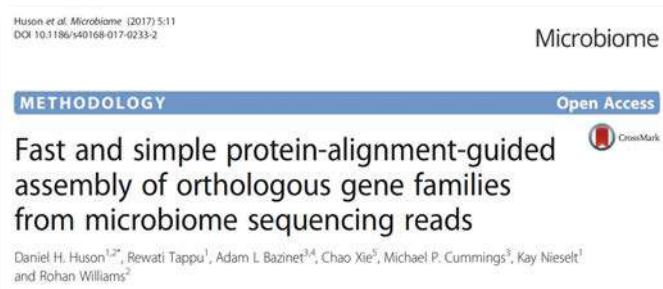 Huson et al. Microbiome (2017) 5:11
DOI 10.1186/s40168-017-0233-2
Microbiome
METHODOLOGY
Open Access
CrossMark
Fast and simple protein-alignment-guided
assembly of orthologous gene families
from microbiome sequencing reads
Daniel H. Huson1,2*, Rewati Tappu1, Adam L Bazinet3,4, Chao Xie5, Michael P. Cummings3, Kay Nieselt1
and Rohan Williams2